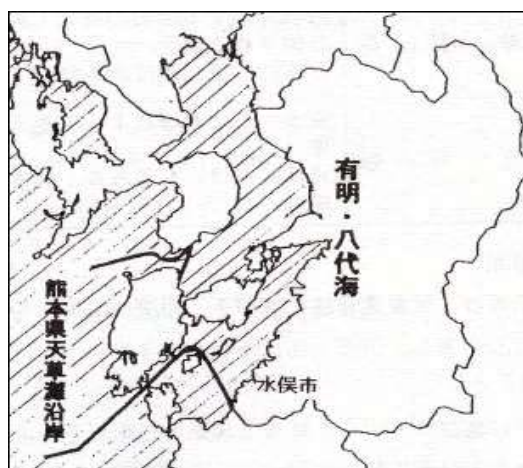 有明・八代海
熊本県天草灘沿岸
水俣市